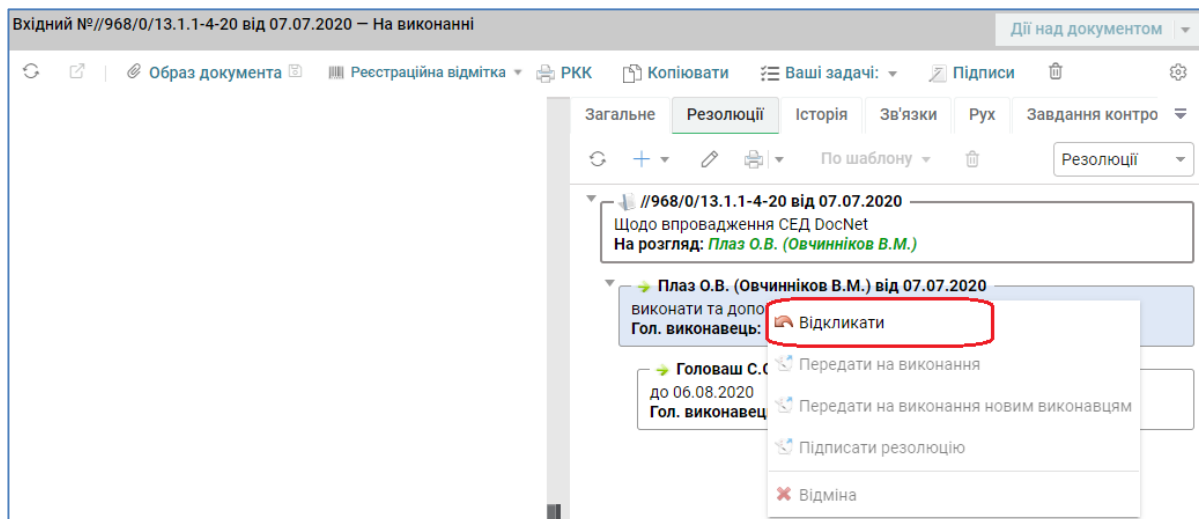 Вхідний №//968/0/13.1.1-4-20 від 07.07.2020 — На виконанні
Дії над документом
Образ документа Реєстраційна відмітка РКК Копіювати Ваші задачі: Підписи
Загальне Резолюції Історія Зв'язки Рух Завдання контро
По шаблону Резолюції
//968/0/13.1.1-4-20 від 07.07.2020
Щодо впровадження СЕД DocNet
На розгляд: Плаз О.В. (Овчинніков В.М.)
Плаз О.В. (Овчинніков В.М.) від 07.07.2020
виконати та допо
Гол. виконавець:
Відкликати
Головаш С.
до 06.08.2020
Гол. виконавец
Передати на виконання
Передати на виконання новим виконавцям
Підписати резолюцію
Відміна